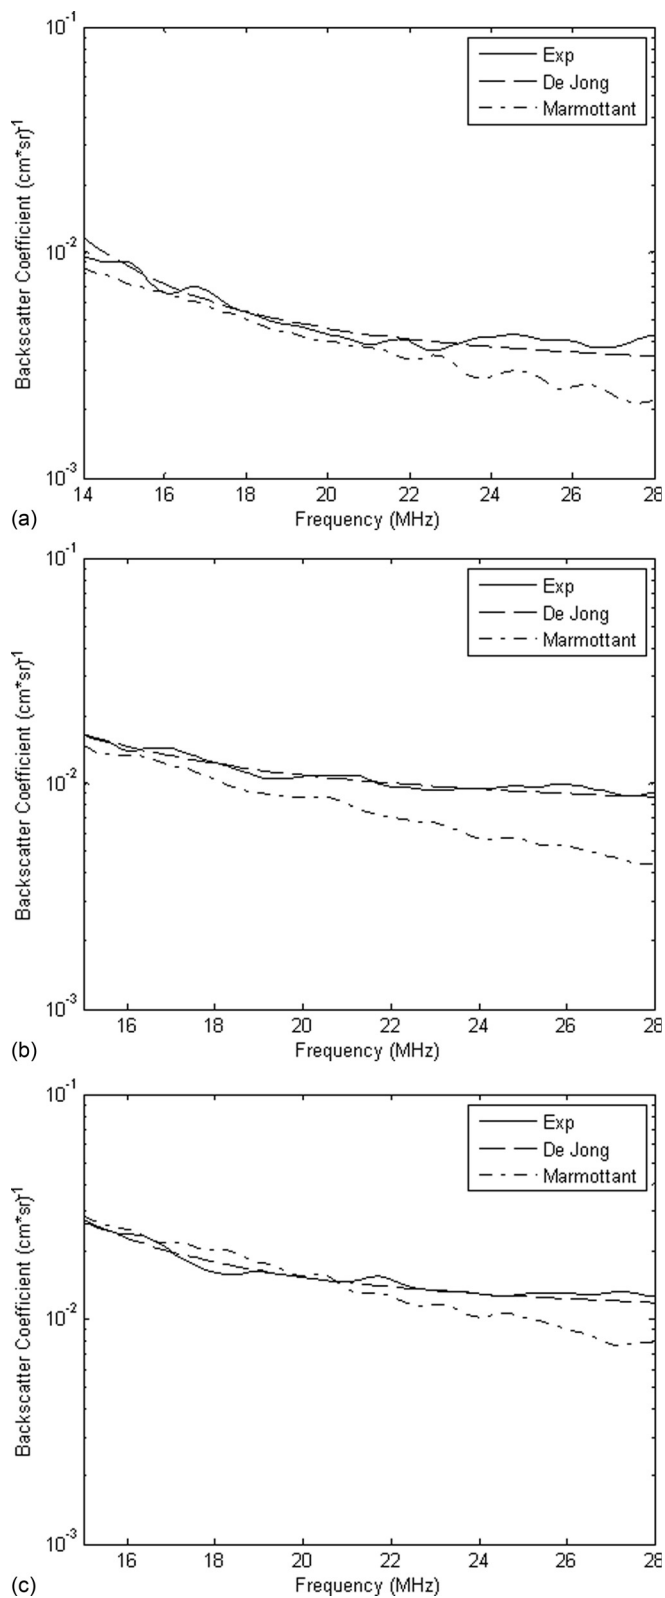 10-1
Exp
De Jong
Marmottant
Backscatter Coefficient (cm*sr)-1
10-2
10-3
14 16 18 20 22 24 26 28
(a)
Frequency (MHz)
10-1
Exp
De Jong
Marmottant
Backscatter Coefficient (cm*sr)-1
10-2
10-3
16 18 20 22 24 26 28
(b)
Frequency (MHz)
10-1
Exp
De Jong
Marmottant
Backscatter Coefficient (cm*sr)-1
10-2
10-3
16 18 20 22 24 26 28
(c)
Frequency (MHz)